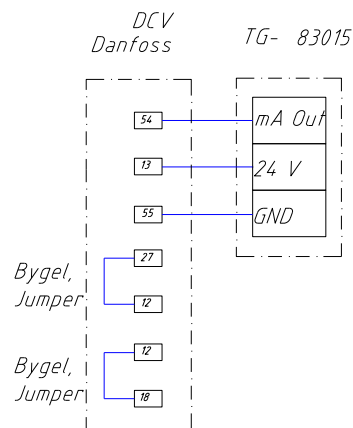 DCV
Danfoss
TG- 83015
54
mA Out
13
24 V
55
GND
27
Bygel,
Jumper
12
12
Bygel,
Jumper
18